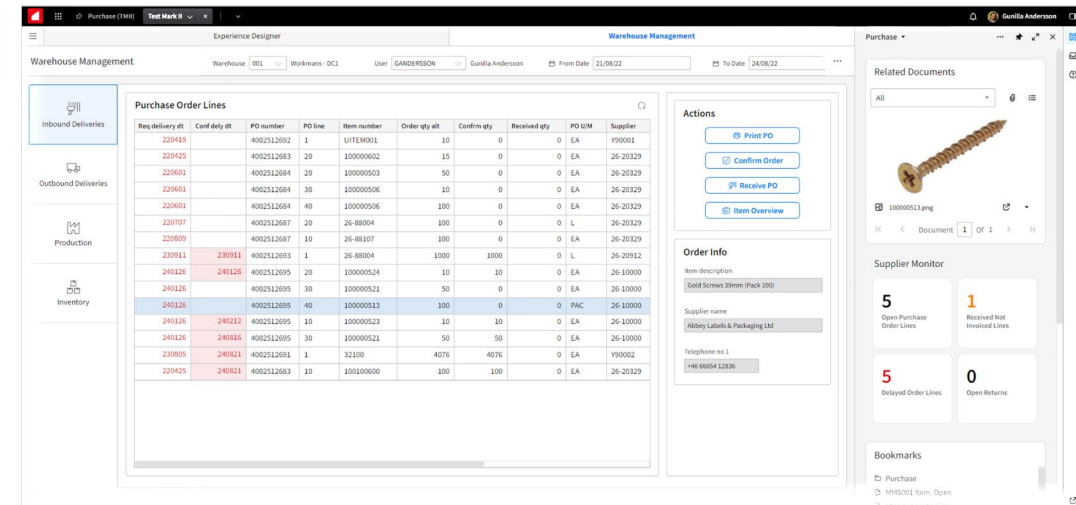 Purchase (TMII) Test Mark II × Gunilla Andersson
Experience Designer Warehouse Management
Warehouse Management Warehouse 001 Workmans - DC1 User GANDERSSON Gunilla Andersson From Date 21/08/22 To Date 24/08/22 ...
Inbound Deliveries
Outbound Deliveries
Production
Inventory
Purchase Order Lines
Req delivery dt Conf dely dt PO number PO line Item number Order qty alt Confrm qty Received qty PO U/M Supplier
220419 4002512692 1 UITEM001 10 0 0 EA Y90001
220425 4002512683 20 100000602 15 0 0 EA 26-20329
220601 4002512684 20 100000503 50 0 0 EA 26-20329
220601 4002512684 30 100000506 10 0 0 EA 26-20329
220601 4002512684 40 100000506 100 0 0 EA 26-20329
220707 4002512687 20 26-88004 100 0 0 L 26-20329
220809 4002512687 10 26-88107 100 0 0 EA 26-20329
230911 230911 4002512693 1 26-88004 1000 1000 0 L 26-20912
240126 240126 4002512695 20 100000524 10 10 0 EA 26-10000
240126 4002512695 30 100000521 50 0 0 EA 26-10000
240126 4002512695 40 100000513 100 0 0 PAC 26-10000
240126 240212 4002512695 10 100000523 10 10 0 EA 26-10000
240126 240816 4002512695 30 100000521 50 50 0 EA 26-10000
230805 240821 4002512691 1 32100 4076 4076 0 EA Y90002
220425 240821 4002512683 10 100100600 100 100 0 EA 26-20329
Actions
Print PO
Confirm Order
Receive PO
Item Overview
Order Info
Item description
Gold Screws 39mm (Pack 100)
Supplier name
Abbey Labels & Packaging Ltd
Telephone no 1
+46 66654 12836
Purchase
Related Documents
All
100000513.png
Document 1 Of 1
Supplier Monitor
5
Open Purchase
Order Lines
1
Received Not
Invoiced Lines
5
Delayed Order Lines
0
Open Returns
Bookmarks
Purchase
MMS001 Item. Open